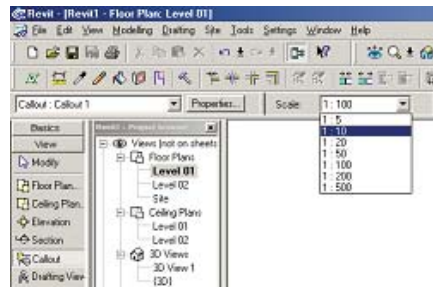 Revit - [Revit1 - Floor Plan: Level 01]
File Edit View Modelling Drafting Site Tools Settings Window Help
Callout : Callout 1 Properties... Scale: 1 : 100
1 : 5
1 : 10
1 : 20
1 : 50
1 : 100
1 : 200
1 : 500
Basics
View
Modify
Floor Plan...
Ceiling Plan...
Elevation
Section
Callout
Drafting View
Revit1 - Project browser
Views (not on sheets
Floor Plans
Level 01
Level 02
Site
Ceiling Plans
Level 01
Level 02
3D Views
3D View 1
{3D}